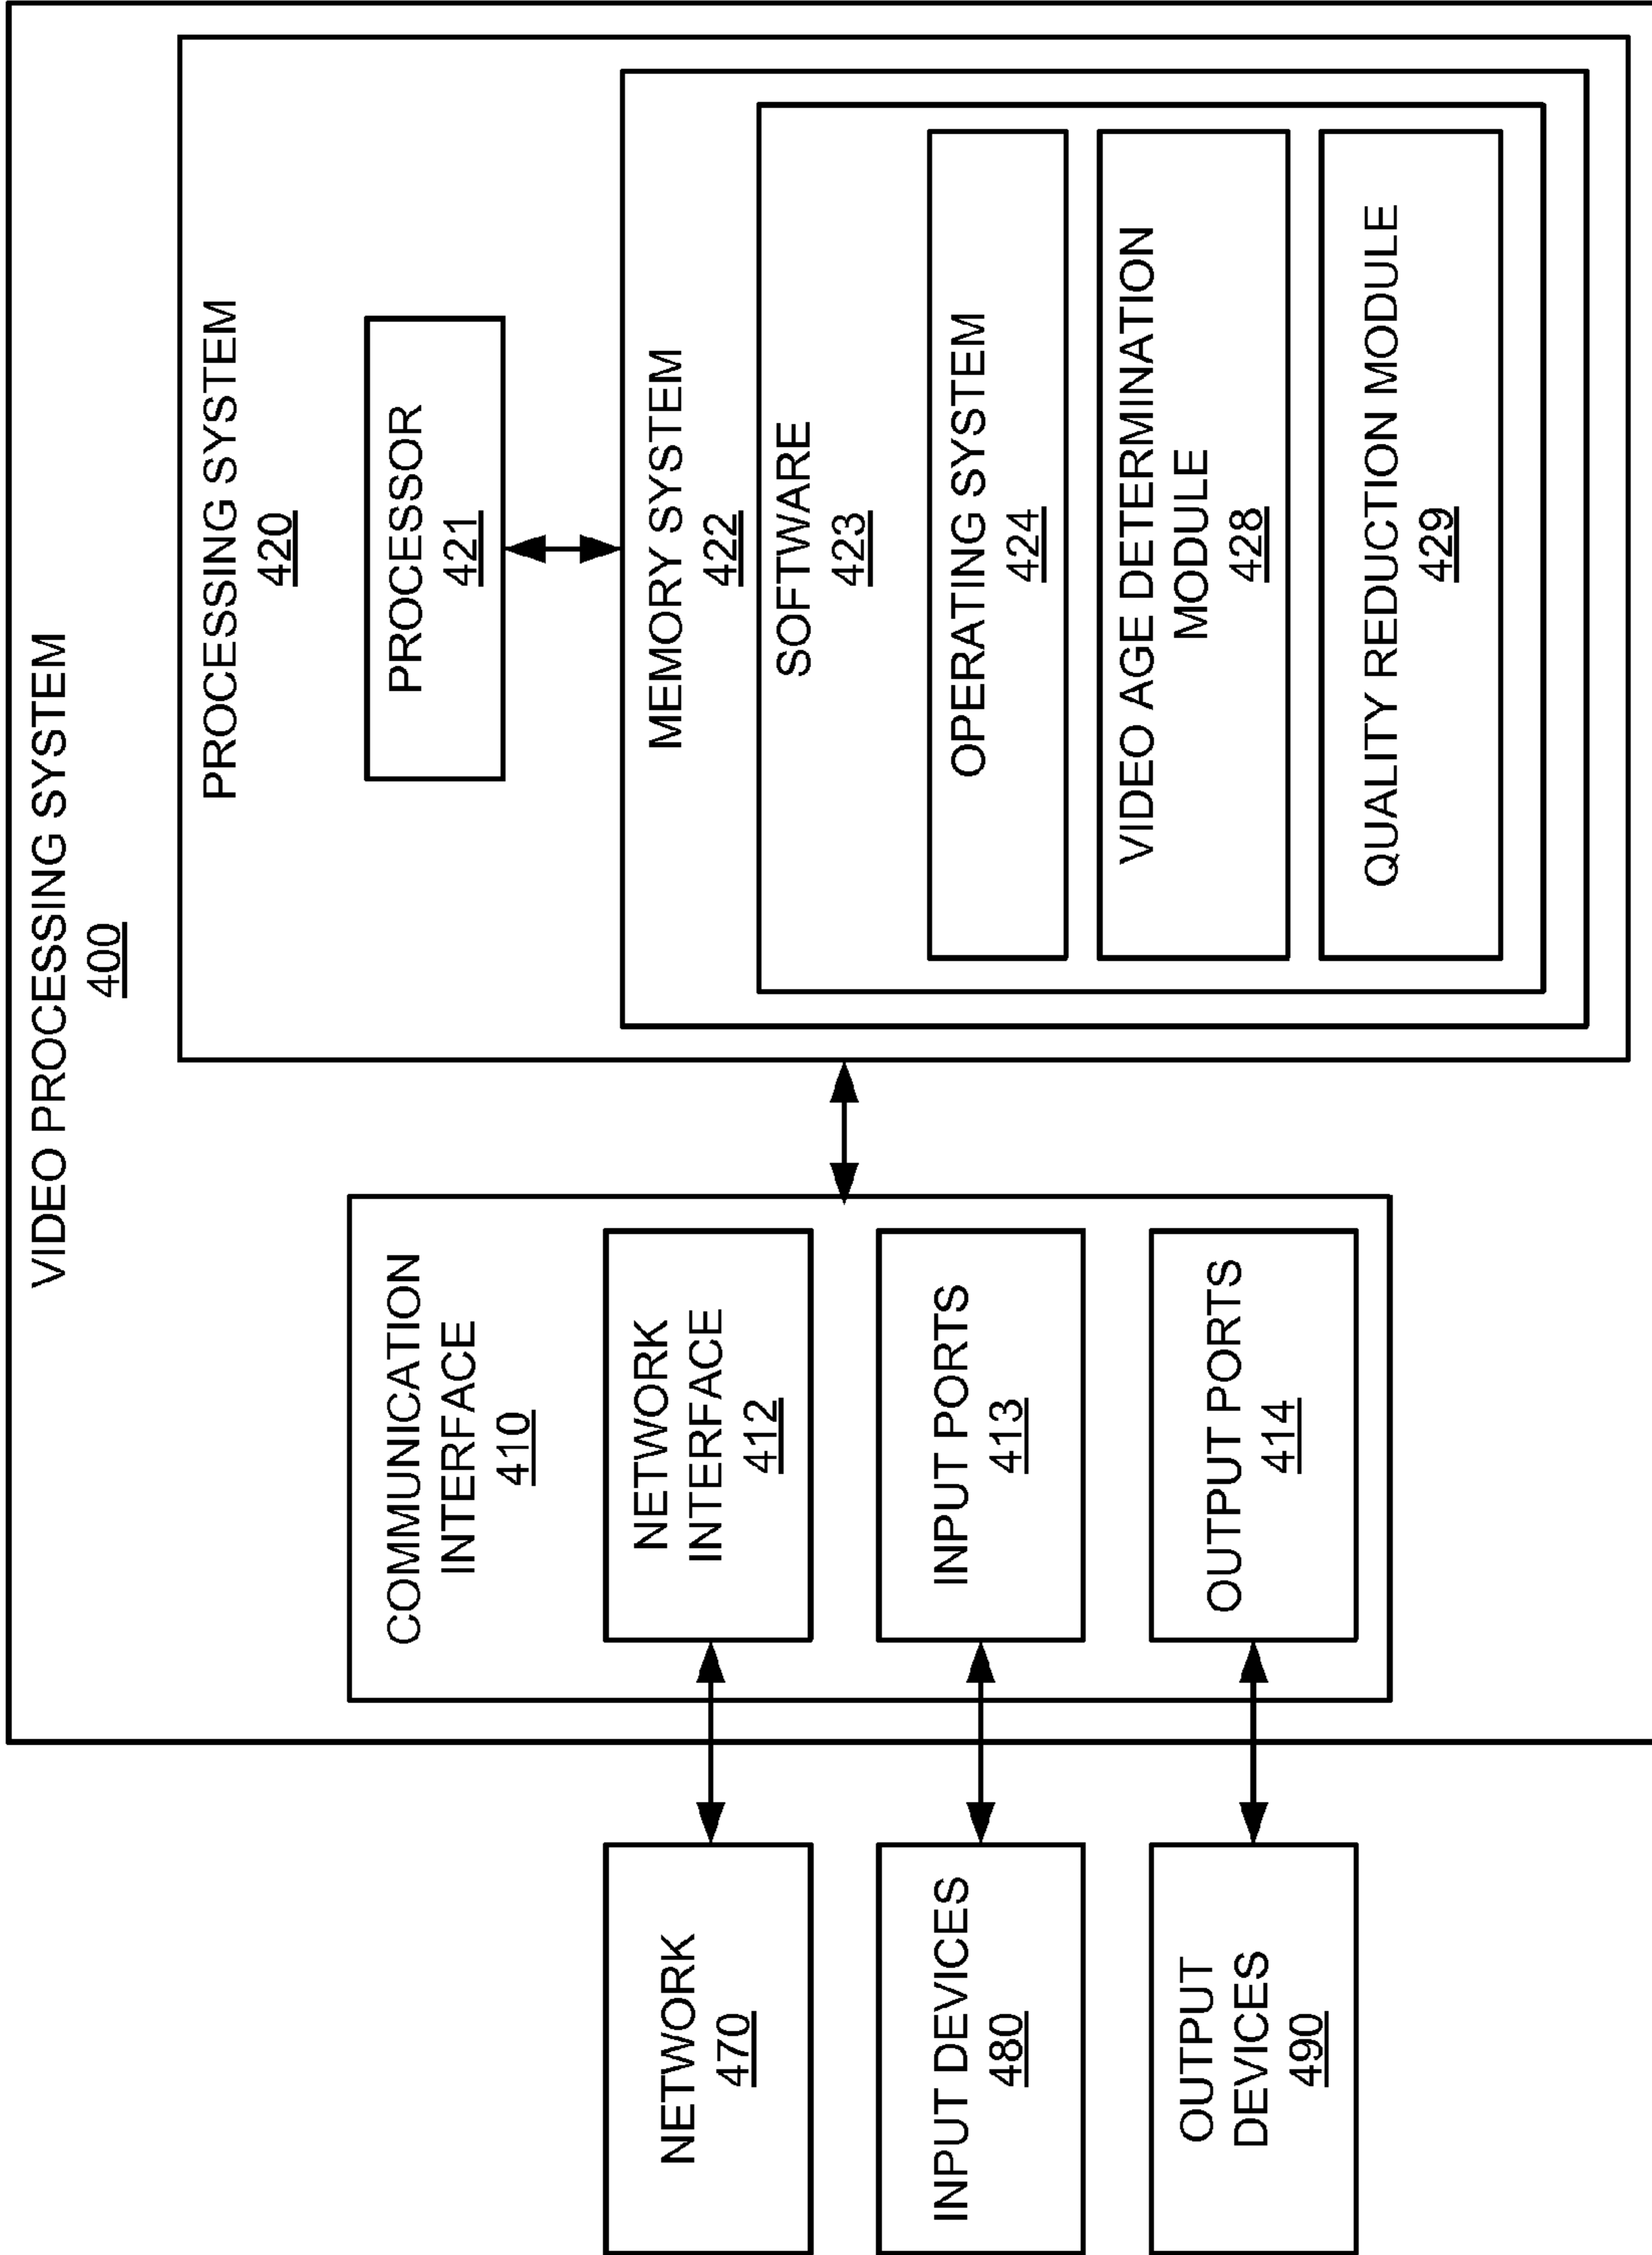 VIDEO PROCESSING SYSTEM
400
NETWORK
470
INPUT DEVICES
480
OUTPUT
DEVICES
490
COMMUNICATION
INTERFACE
410
NETWORK
INTERFACE
412
INPUT PORTS
413
OUTPUT PORTS
414
PROCESSING SYSTEM
420
PROCESSOR
421
MEMORY SYSTEM
422
SOFTWARE
423
OPERATING SYSTEM
424
VIDEO AGE DETERMINATION
MODULE
428
QUALITY REDUCTION MODULE
429